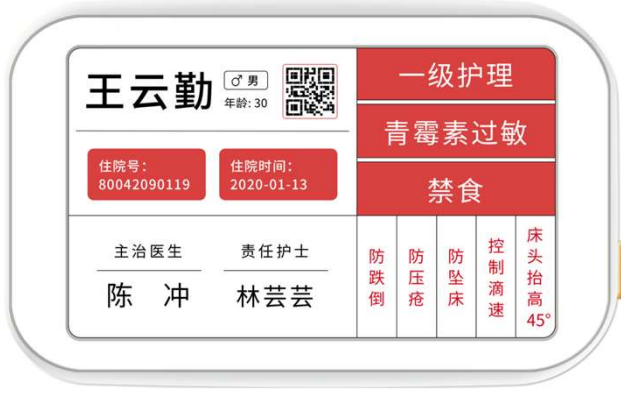 王云勤
♂ 男
年龄: 30
住院号:
80042090119
住院时间:
2020-01-13
主治医生
陈 冲
责任护士
林芸芸
一级护理
青霉素过敏
禁食
防跌倒
防压疮
防坠床
控制滴速
床头抬高45°